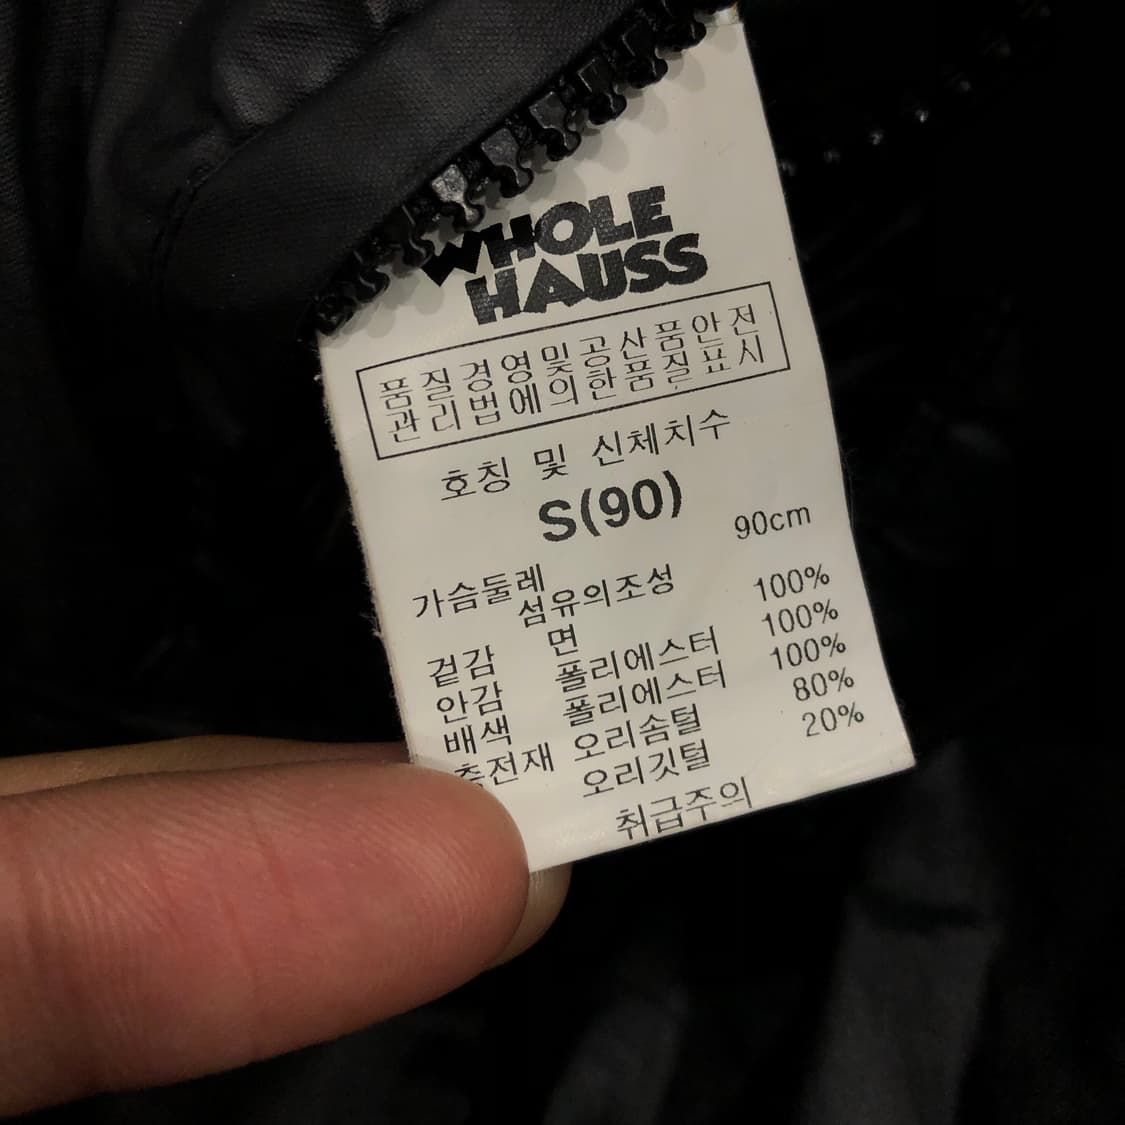 WHOLE
HAUSS
품질경영및공산품안전
관리법에의한품질표시
호칭 및 신체치수
S(90)
가슴둘레 90cm
섬유의조성
겉감 면 100%
안감 폴리에스터 100%
배색 폴리에스터 100%
충전재 오리솜털 80%
오리깃털 20%
취급주의